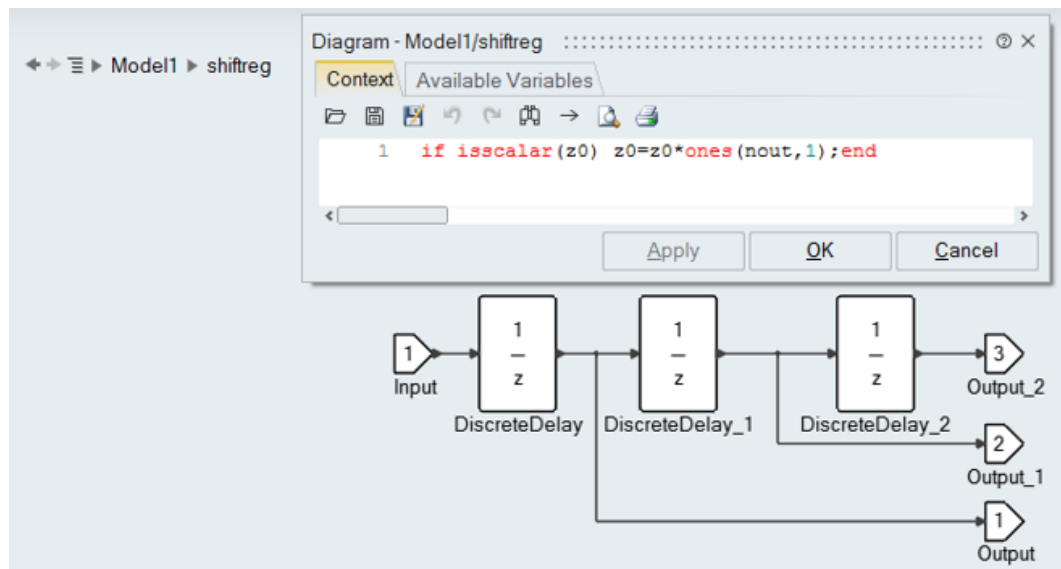 Diagram - Model1/shiftreg
Model1 shiftreg
Context Available Variables
1 if isscalar(z0) z0=z0*ones(nout,1);end
Apply OK Cancel
1 1 1
z z z
1 3
Input Output_2
DiscreteDelay DiscreteDelay_1 DiscreteDelay_2
2
Output_1
1
Output